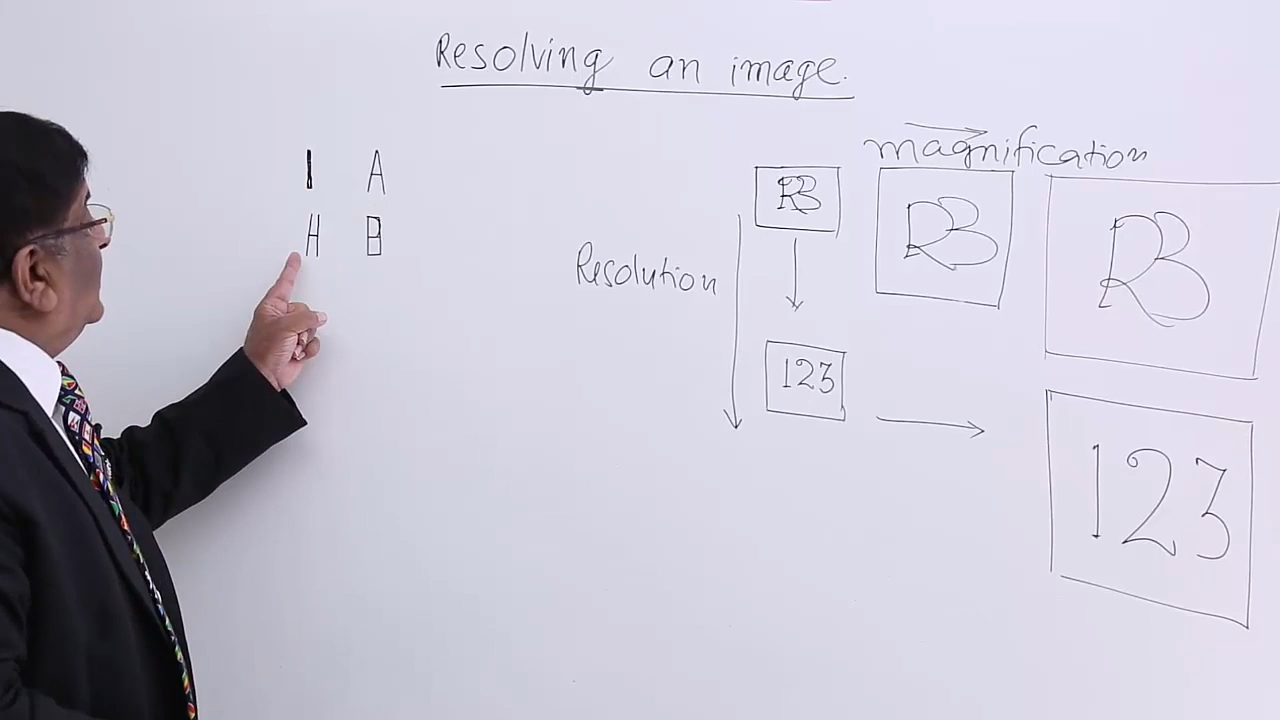 Resolving an image.
magnification
I A
H B
Resolution
RB
RB
RB
123
123